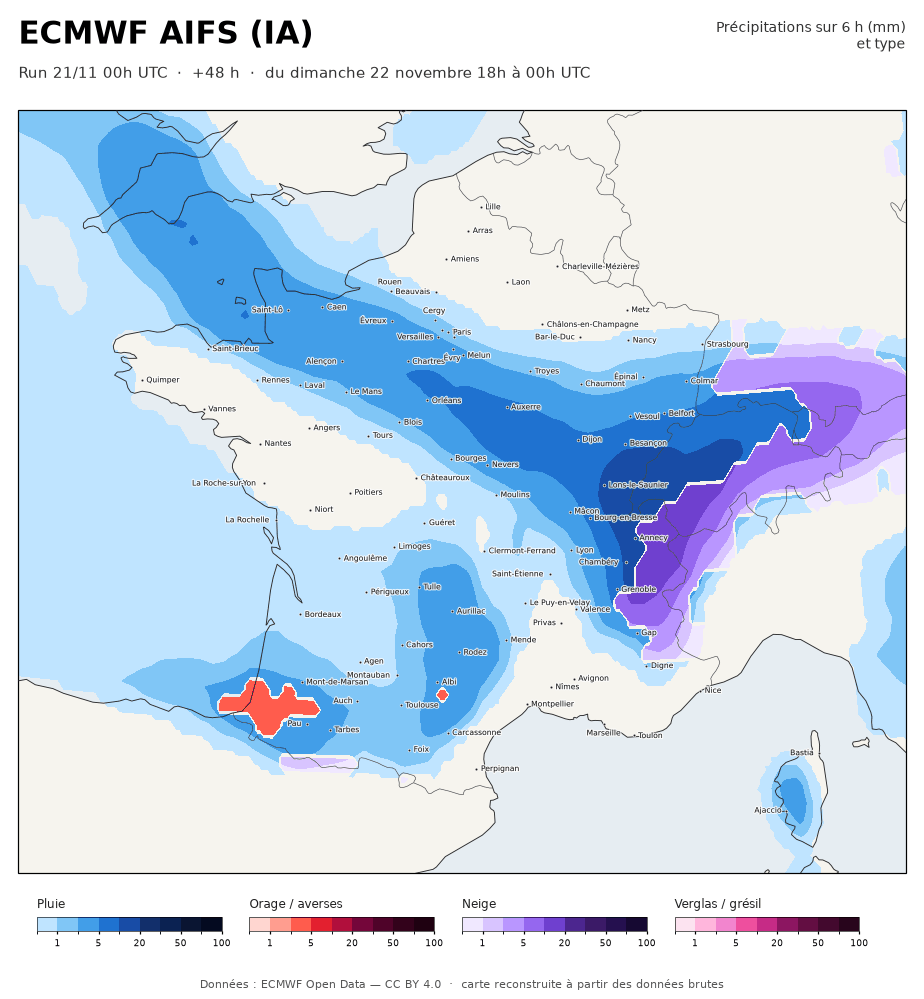 ECMWF AIFS (IA)
Précipitations sur 6 h (mm)
et type
Run 21/11 00h UTC · +48 h · du dimanche 22 novembre 18h à 00h UTC
Lille
Arras
Amiens
Charleville-Mézières
Rouen
Laon
Beauvais
Saint-Lô
Caen
Cergy
Metz
Évreux
Châlons-en-Champagne
Versailles
Paris
Bar-le-Duc
Nancy
Strasbourg
Saint-Brieuc
Évry
Melun
Alençon
Chartres
Troyes
Quimper
Rennes
Laval
Épinal
Colmar
Chaumont
Le Mans
Orléans
Vannes
Auxerre
Vesoul
Belfort
Blois
Angers
Tours
Nantes
Dijon
Besançon
Bourges
Nevers
La Roche-sur-Yon
Châteauroux
Lons-le-Saunier
Poitiers
Moulins
Niort
Mâcon
La Rochelle
Guéret
Bourg-en-Bresse
Annecy
Limoges
Clermont-Ferrand
Lyon
Angoulême
Chambéry
Saint-Étienne
Périgueux
Tulle
Grenoble
Le Puy-en-Velay
Bordeaux
Aurillac
Valence
Privas
Gap
Cahors
Mende
Rodez
Agen
Digne
Montauban
Mont-de-Marsan
Albi
Avignon
Nîmes
Nice
Auch
Toulouse
Montpellier
Pau
Tarbes
Carcassonne
Marseille
Toulon
Foix
Bastia
Perpignan
Ajaccio
Pluie
Orage / averses
Neige
Verglas / grésil
1 5 20 50 100
1 5 20 50 100
1 5 20 50 100
1 5 20 50 100
Données : ECMWF Open Data — CC BY 4.0 · carte reconstruite à partir des données brutes